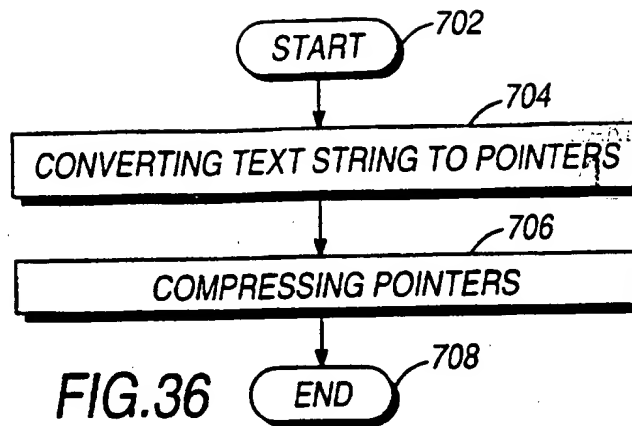 START
702
704
CONVERTING TEXT STRING TO POINTERS
706
COMPRESSING POINTERS
708
END
FIG.36